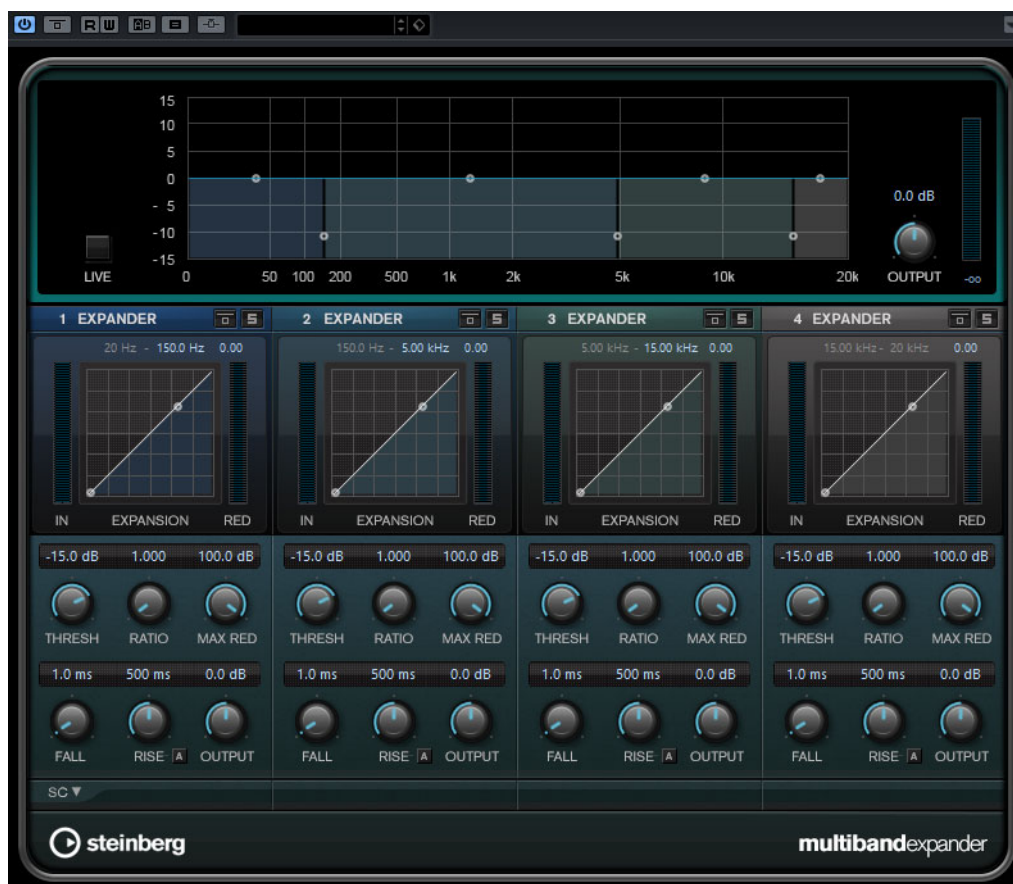 R W A B
15
10
5
0
- 5
- 10
- 15
0 50 100 200 500 1k 2k 5k 10k 20k
LIVE
0.0 dB
OUTPUT
-oo
1 EXPANDER S 2 EXPANDER S 3 EXPANDER S 4 EXPANDER S
20 Hz - 150.0 Hz 0.00 150.0 Hz - 5.00 kHz 0.00 5.00 kHz - 15.00 kHz 0.00 15.00 kHz - 20 kHz 0.00
IN EXPANSION RED IN EXPANSION RED IN EXPANSION RED IN EXPANSION RED
-15.0 dB 1.000 100.0 dB -15.0 dB 1.000 100.0 dB -15.0 dB 1.000 100.0 dB -15.0 dB 1.000 100.0 dB
THRESH RATIO MAX RED THRESH RATIO MAX RED THRESH RATIO MAX RED THRESH RATIO MAX RED
1.0 ms 500 ms 0.0 dB 1.0 ms 500 ms 0.0 dB 1.0 ms 500 ms 0.0 dB 1.0 ms 500 ms 0.0 dB
FALL RISE A OUTPUT FALL RISE A OUTPUT FALL RISE A OUTPUT FALL RISE A OUTPUT
SC
steinberg multibandexpander